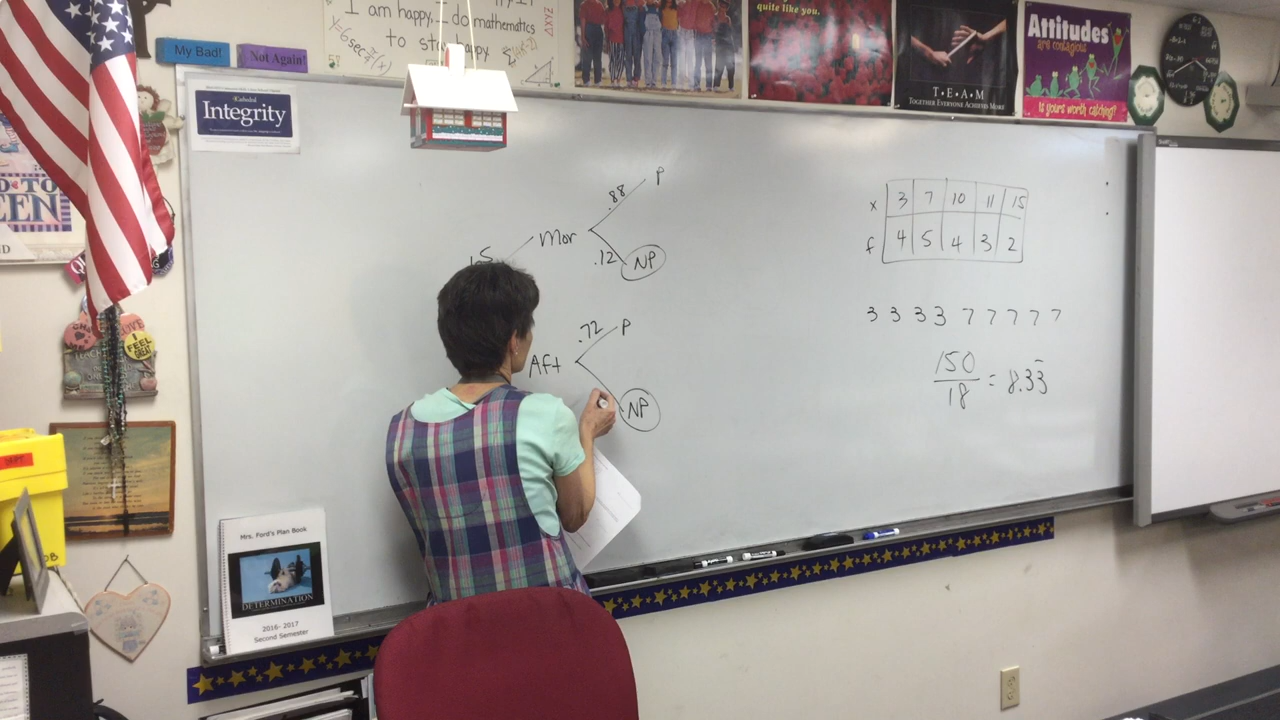 My Bad!
Not Again!
I am happy, I do mathematics
to stay happy
quite like you.
T • E • A • M
TOGETHER EVERYONE ACHIEVES MORE
Attitudes
are contagious
Is yours worth catching?
Integrity
.88
P
Mor
.12
NP
.72
P
Aft
NP
x 3 7 10 11 15
f 4 5 4 3 2
3 3 3 3 7 7 7 7 7
150
18
= 8.33
I FEEL GREAT
Mrs. Ford's Plan Book
DETERMINATION
2016- 2017
Second Semester